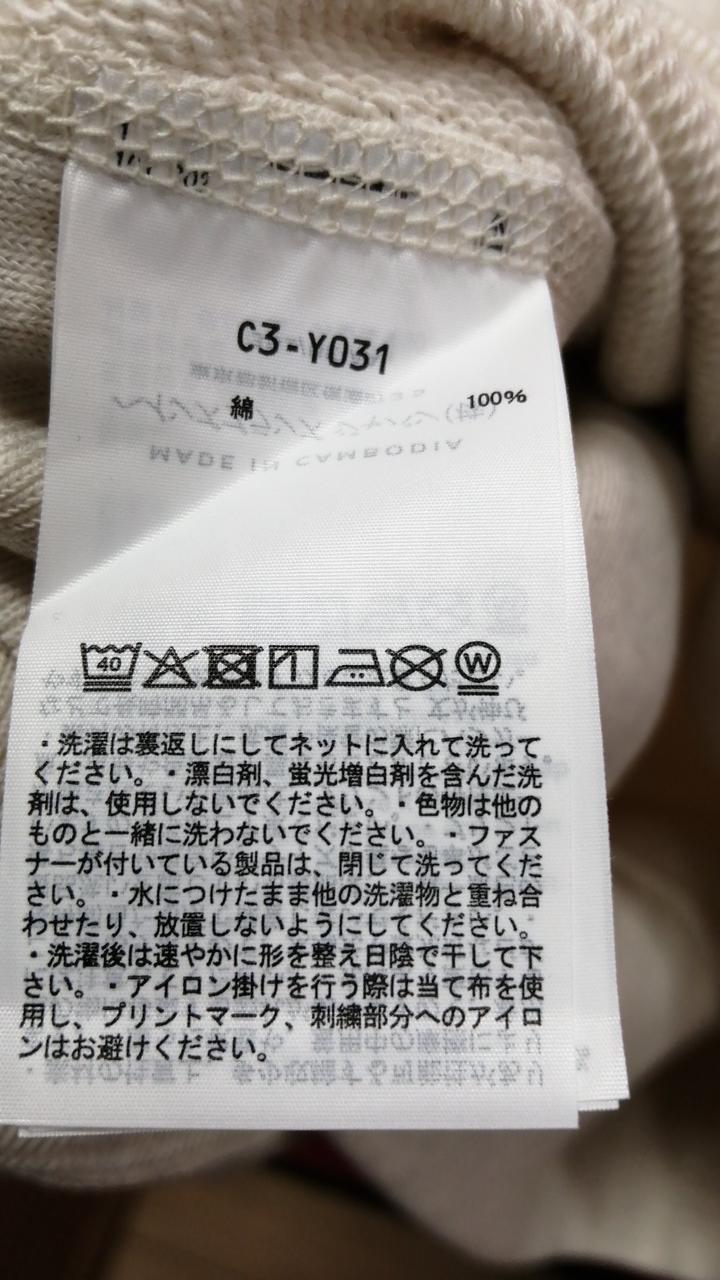 C3-Y031
綿 100%
MADE IN CAMBODIA
40 W
・洗濯は裏返しにしてネットに入れて洗って
ください。・漂白剤、蛍光増白剤を含んだ洗
剤は、使用しないでください。・色物は他の
ものと一緒に洗わないでください。・ファス
ナーが付いている製品は、閉じて洗ってくだ
さい。・水につけたまま他の洗濯物と重ね合
わせたり、放置しないようにしてください。
・洗濯後は速やかに形を整え日陰で干して下
さい。・アイロン掛けを行う際は当て布を使
用し、プリントマーク、刺繍部分へのアイロ
ンはお避けください。